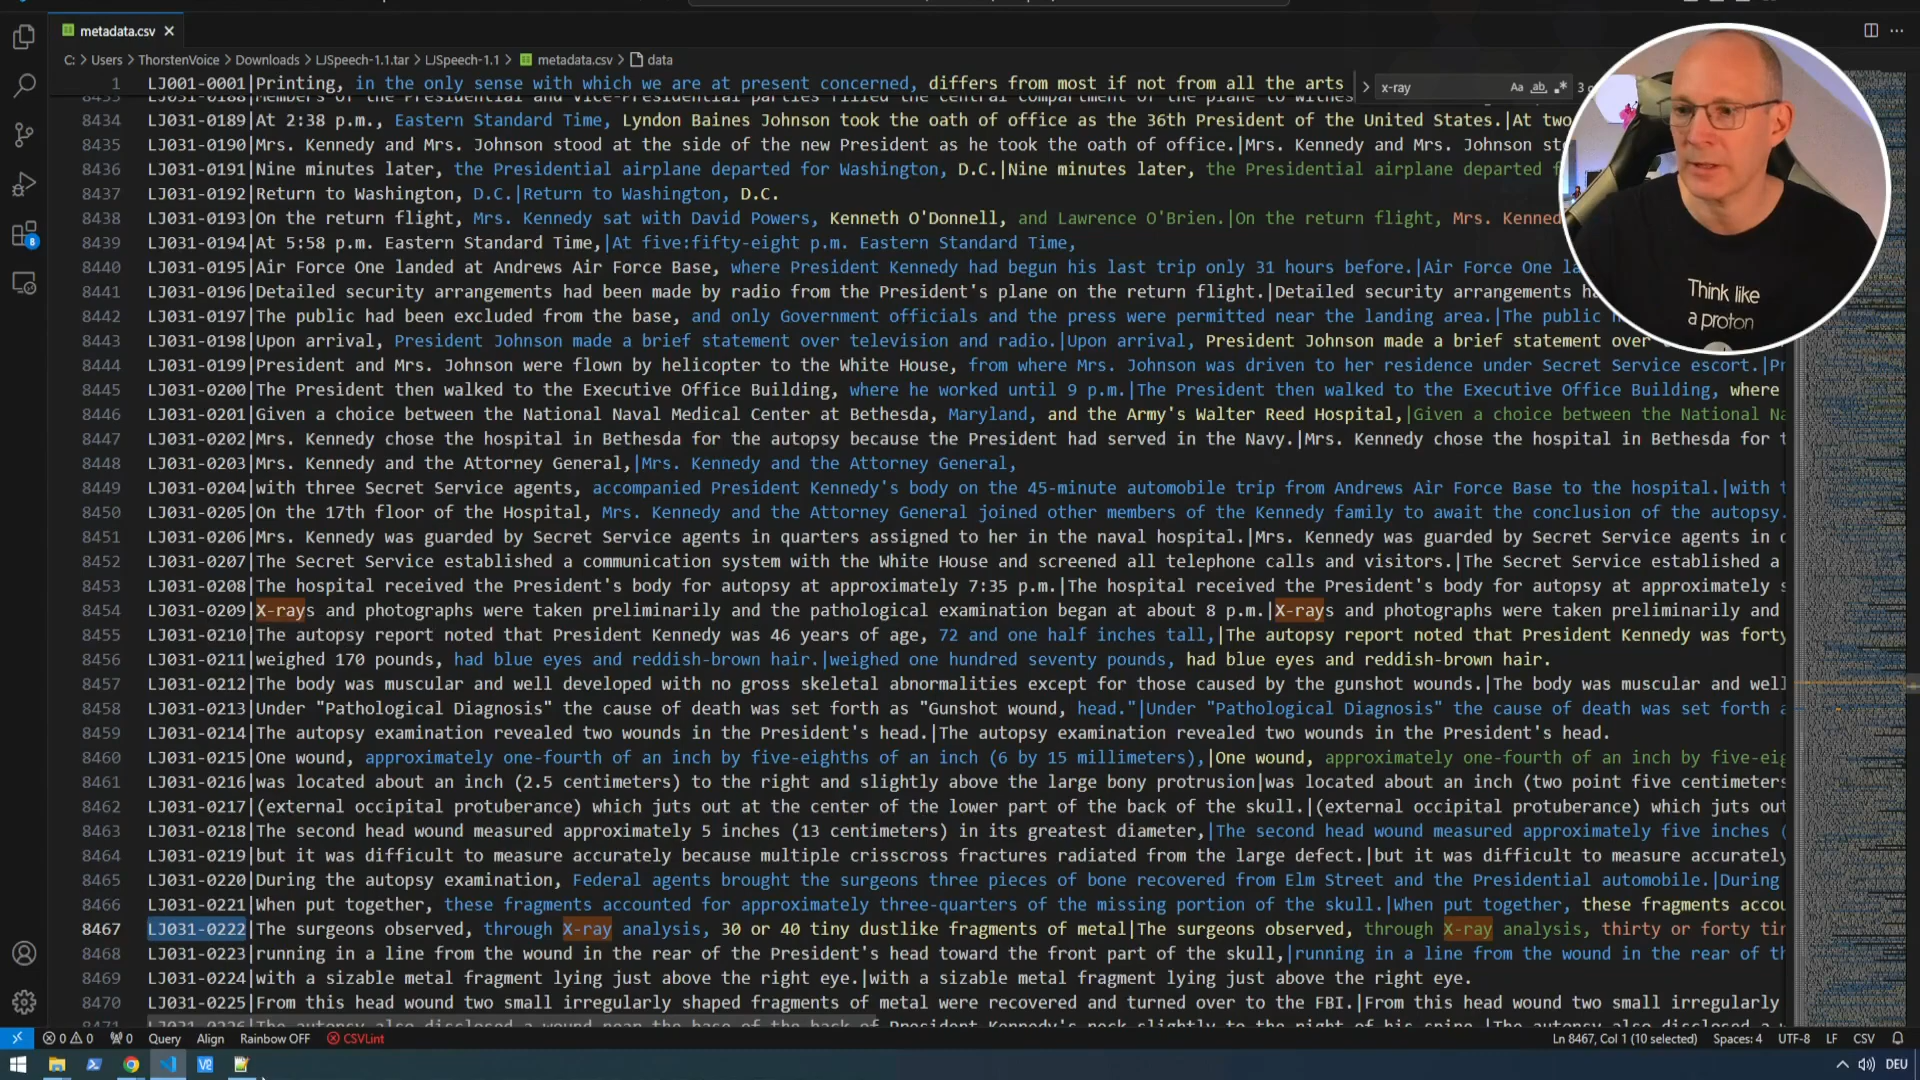 metadata.csv
C: > Users > ThorstenVoice > Downloads > LJSpeech-1.1.tar > LJSpeech-1.1 > metadata.csv > data
x-ray
Aa
ab
1 LJ001-0001|Printing, in the only sense with which we are at present concerned, differs from most if not from all the arts
8434 LJ031-0189|At 2:38 p.m., Eastern Standard Time, Lyndon Baines Johnson took the oath of office as the 36th President of the United States.|At two
8435 LJ031-0190|Mrs. Kennedy and Mrs. Johnson stood at the side of the new President as he took the oath of office.|Mrs. Kennedy and Mrs. Johnson
8436 LJ031-0191|Nine minutes later, the Presidential airplane departed for Washington, D.C.|Nine minutes later, the Presidential airplane departed
8437 LJ031-0192|Return to Washington, D.C.|Return to Washington, D.C.
8438 LJ031-0193|On the return flight, Mrs. Kennedy sat with David Powers, Kenneth O'Donnell, and Lawrence O'Brien.|On the return flight, Mrs. Kenned
8439 LJ031-0194|At 5:58 p.m. Eastern Standard Time,|At five:fifty-eight p.m. Eastern Standard Time,
8440 LJ031-0195|Air Force One landed at Andrews Air Force Base, where President Kennedy had begun his last trip only 31 hours before.|Air Force One
8441 LJ031-0196|Detailed security arrangements had been made by radio from the President's plane on the return flight.|Detailed security arrangements
8442 LJ031-0197|The public had been excluded from the base, and only Government officials and the press were permitted near the landing area.|The public
8443 LJ031-0198|Upon arrival, President Johnson made a brief statement over television and radio.|Upon arrival, President Johnson made a brief statement over
8444 LJ031-0199|President and Mrs. Johnson were flown by helicopter to the White House, from where Mrs. Johnson was driven to her residence under Secret Service escort.|Pr
8445 LJ031-0200|The President then walked to the Executive Office Building, where he worked until 9 p.m.|The President then walked to the Executive Office Building, where
8446 LJ031-0201|Given a choice between the National Naval Medical Center at Bethesda, Maryland, and the Army's Walter Reed Hospital,|Given a choice between the National Na
8447 LJ031-0202|Mrs. Kennedy chose the hospital in Bethesda for the autopsy because the President had served in the Navy.|Mrs. Kennedy chose the hospital in Bethesda for t
8448 LJ031-0203|Mrs. Kennedy and the Attorney General,|Mrs. Kennedy and the Attorney General,
8449 LJ031-0204|with three Secret Service agents, accompanied President Kennedy's body on the 45-minute automobile trip from Andrews Air Force Base to the hospital.|with t
8450 LJ031-0205|On the 17th floor of the Hospital, Mrs. Kennedy and the Attorney General joined other members of the Kennedy family to await the conclusion of the autopsy.
8451 LJ031-0206|Mrs. Kennedy was guarded by Secret Service agents in quarters assigned to her in the naval hospital.|Mrs. Kennedy was guarded by Secret Service agents in
8452 LJ031-0207|The Secret Service established a communication system with the White House and screened all telephone calls and visitors.|The Secret Service established a
8453 LJ031-0208|The hospital received the President's body for autopsy at approximately 7:35 p.m.|The hospital received the President's body for autopsy at approximately s
8454 LJ031-0209|X-rays and photographs were taken preliminarily and the pathological examination began at about 8 p.m.|X-rays and photographs were taken preliminarily and
8455 LJ031-0210|The autopsy report noted that President Kennedy was 46 years of age, 72 and one half inches tall,|The autopsy report noted that President Kennedy was forty
8456 LJ031-0211|weighed 170 pounds, had blue eyes and reddish-brown hair.|weighed one hundred seventy pounds, had blue eyes and reddish-brown hair.
8457 LJ031-0212|The body was muscular and well developed with no gross skeletal abnormalities except for those caused by the gunshot wounds.|The body was muscular and well
8458 LJ031-0213|Under "Pathological Diagnosis" the cause of death was set forth as "Gunshot wound, head."|Under "Pathological Diagnosis" the cause of death was set forth a
8459 LJ031-0214|The autopsy examination revealed two wounds in the President's head.|The autopsy examination revealed two wounds in the President's head.
8460 LJ031-0215|One wound, approximately one-fourth of an inch by five-eighths of an inch (6 by 15 millimeters),|One wound, approximately one-fourth of an inch by five-eig
8461 LJ031-0216|was located about an inch (2.5 centimeters) to the right and slightly above the large bony protrusion|was located about an inch (two point five centimeters
8462 LJ031-0217|(external occipital protuberance) which juts out at the center of the lower part of the back of the skull.|(external occipital protuberance) which juts out
8463 LJ031-0218|The second head wound measured approximately 5 inches (13 centimeters) in its greatest diameter,|The second head wound measured approximately five inches (
8464 LJ031-0219|but it was difficult to measure accurately because multiple crisscross fractures radiated from the large defect.|but it was difficult to measure accurately
8465 LJ031-0220|During the autopsy examination, Federal agents brought the surgeons three pieces of bone recovered from Elm Street and the Presidential automobile.|During
8466 LJ031-0221|When put together, these fragments accounted for approximately three-quarters of the missing portion of the skull.|When put together, these fragments accou
8467 LJ031-0222|The surgeons observed, through X-ray analysis, 30 or 40 tiny dustlike fragments of metal|The surgeons observed, through X-ray analysis, thirty or forty tin
8468 LJ031-0223|running in a line from the wound in the rear of the President's head toward the front part of the skull,|running in a line from the wound in the rear of th
8469 LJ031-0224|with a sizable metal fragment lying just above the right eye.|with a sizable metal fragment lying just above the right eye.
8470 LJ031-0225|From this head wound two small irregularly shaped fragments of metal were recovered and turned over to the FBI.|From this head wound two small irregularly
Think like
a proton
8
0 0 0 Query Align Rainbow OFF CSVLint
Ln 8467, Col 1 (10 selected) Spaces: 4 UTF-8 LF CSV
DEU